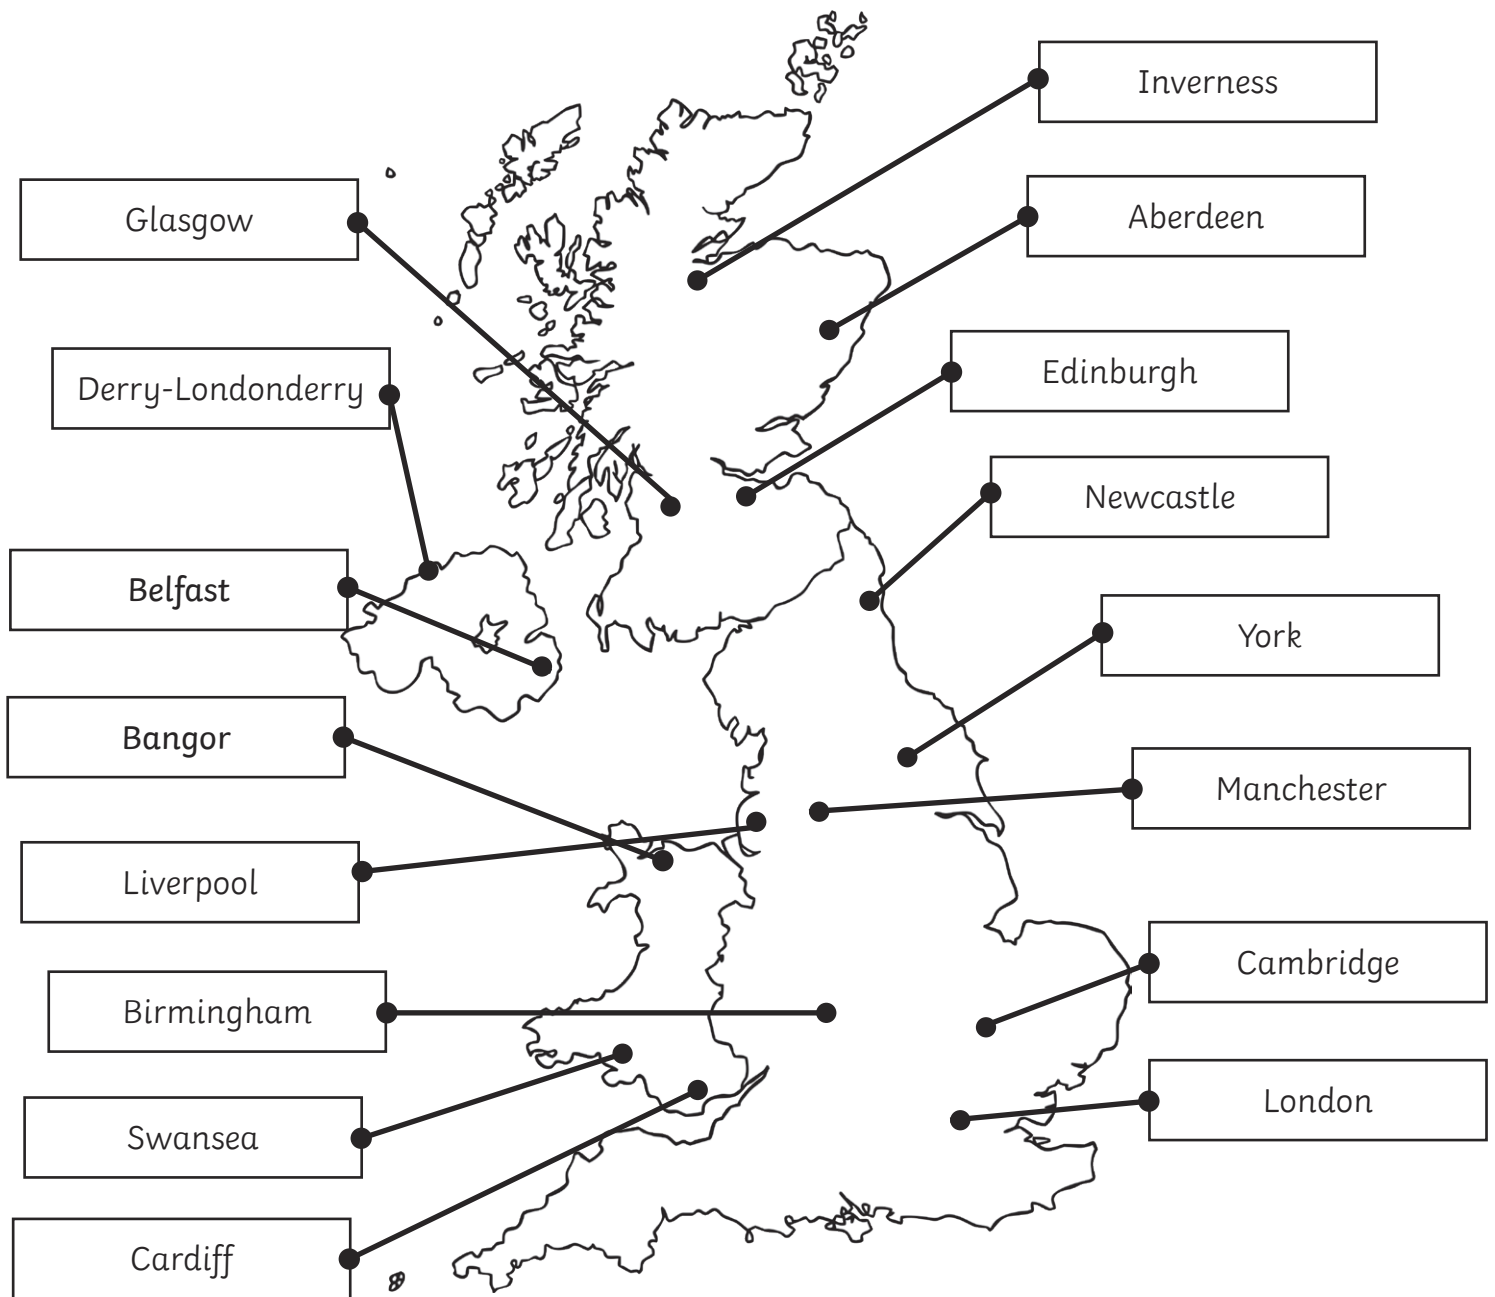 Inverness
Aberdeen
Glasgow
Edinburgh
Derry-Londonderry
Newcastle
Belfast
York
Bangor
Manchester
Liverpool
Cambridge
Birmingham
London
Swansea
Cardiff